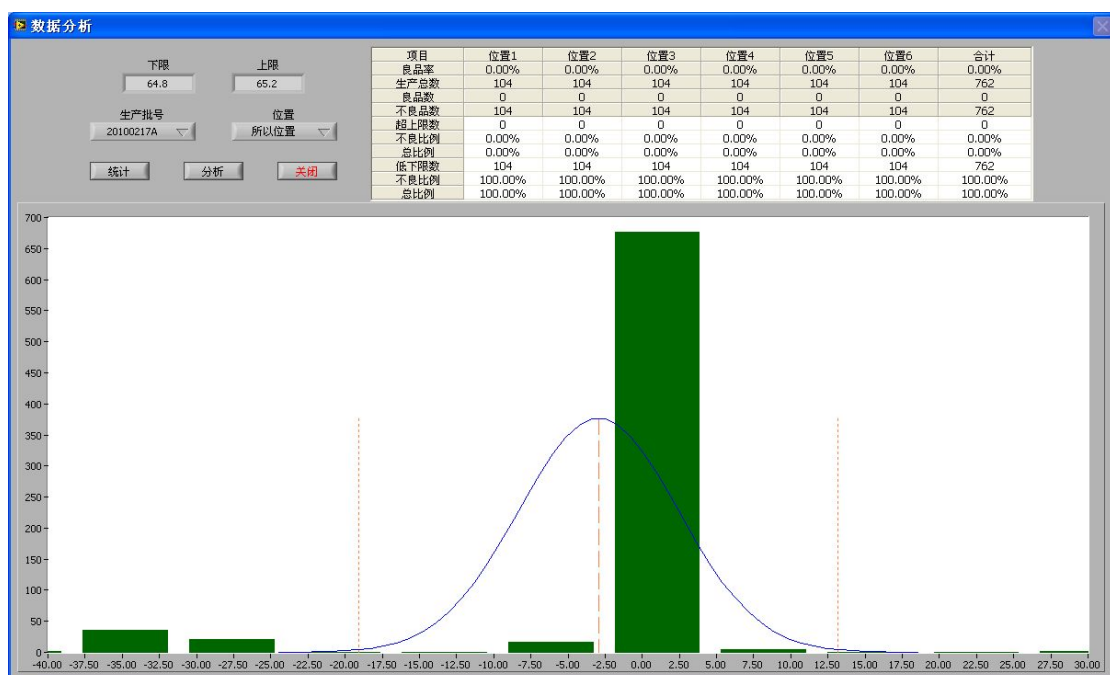 数据分析
下限 上限
64.8 65.2
生产批号 位置
20100217A 所以位置
统计 分析 关闭
项目 位置1 位置2 位置3 位置4 位置5 位置6 合计
良品率 0.00% 0.00% 0.00% 0.00% 0.00% 0.00% 0.00%
生产总数 104 104 104 104 104 104 762
良品数 0 0 0 0 0 0 0
不良品数 104 104 104 104 104 104 762
超上限数 0 0 0 0 0 0 0
不良比例 0.00% 0.00% 0.00% 0.00% 0.00% 0.00% 0.00%
总比例 0.00% 0.00% 0.00% 0.00% 0.00% 0.00% 0.00%
低下限数 104 104 104 104 104 104 762
不良比例 100.00% 100.00% 100.00% 100.00% 100.00% 100.00% 100.00%
总比例 100.00% 100.00% 100.00% 100.00% 100.00% 100.00% 100.00%
700
650
600
550
500
450
400
350
300
250
200
150
100
50
0
-40.00 -37.50 -35.00 -32.50 -30.00 -27.50 -25.00 -22.50 -20.00 -17.50 -15.00 -12.50 -10.00 -7.50 -5.00 -2.50 0.00 2.50 5.00 7.50 10.00 12.50 15.00 17.50 20.00 22.50 25.00 27.50 30.00